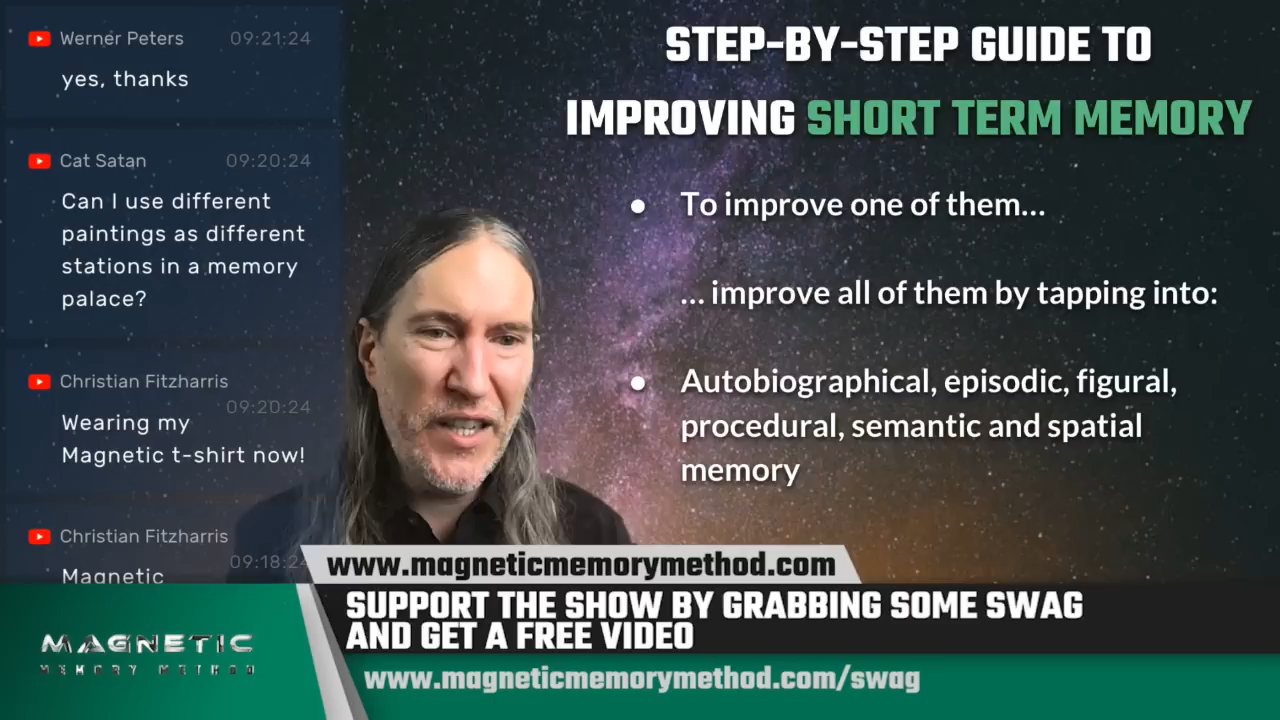 Werner Peters 09:21:24
yes, thanks
Cat Satan 09:20:24
Can I use different
paintings as different
stations in a memory
palace?
Christian Fitzharris
09:20:24
Wearing my
Magnetic t-shirt now!
Christian Fitzharris
09:18:24
Magnetic
STEP-BY-STEP GUIDE TO
IMPROVING SHORT TERM MEMORY
● To improve one of them...
... improve all of them by tapping into:
● Autobiographical, episodic, figural,
procedural, semantic and spatial
memory
www.magneticmemorymethod.com
SUPPORT THE SHOW BY GRABBING SOME SWAG
AND GET A FREE VIDEO
www.magneticmemorymethod.com/swag
MAGNETIC
MEMORY METHOD